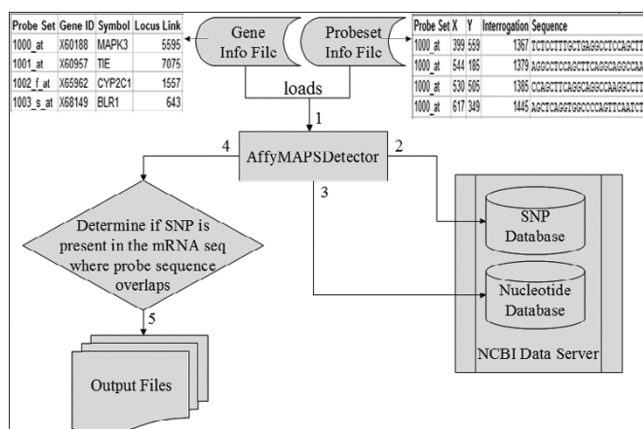 Probe Set Gene ID Symbol Locus Link
1000_at X60188 MAPK3 5595
1001_at X60957 TIE 7075
1002_f_at X65962 CYP2C1 1557
1003_s_at X68149 BLR1 643
Gene
Info File
Probeset
Info File
Probe Set X Y Interrogation Sequence
1000_at 399 559 1367 TCTCCTTTGCTGAGGCCTCCAGCTT
1000_at 544 185 1379 AGGCCTCCAGCTTCAGGCAGGCCAA
1000_at 530 505 1385 CCAGCTTCAGGCAGGCCAAGGCCTT
1000_at 617 349 1445 AGCTCAGGTGGCCCCAGTTCAATCT
loads
1
4
AffyMAPSDetector
2
3
Determine if SNP is
present in the mRNA seq
where probe sequence
overlaps
SNP
Database
Nucleotide
Database
NCBI Data Server
5
Output Files